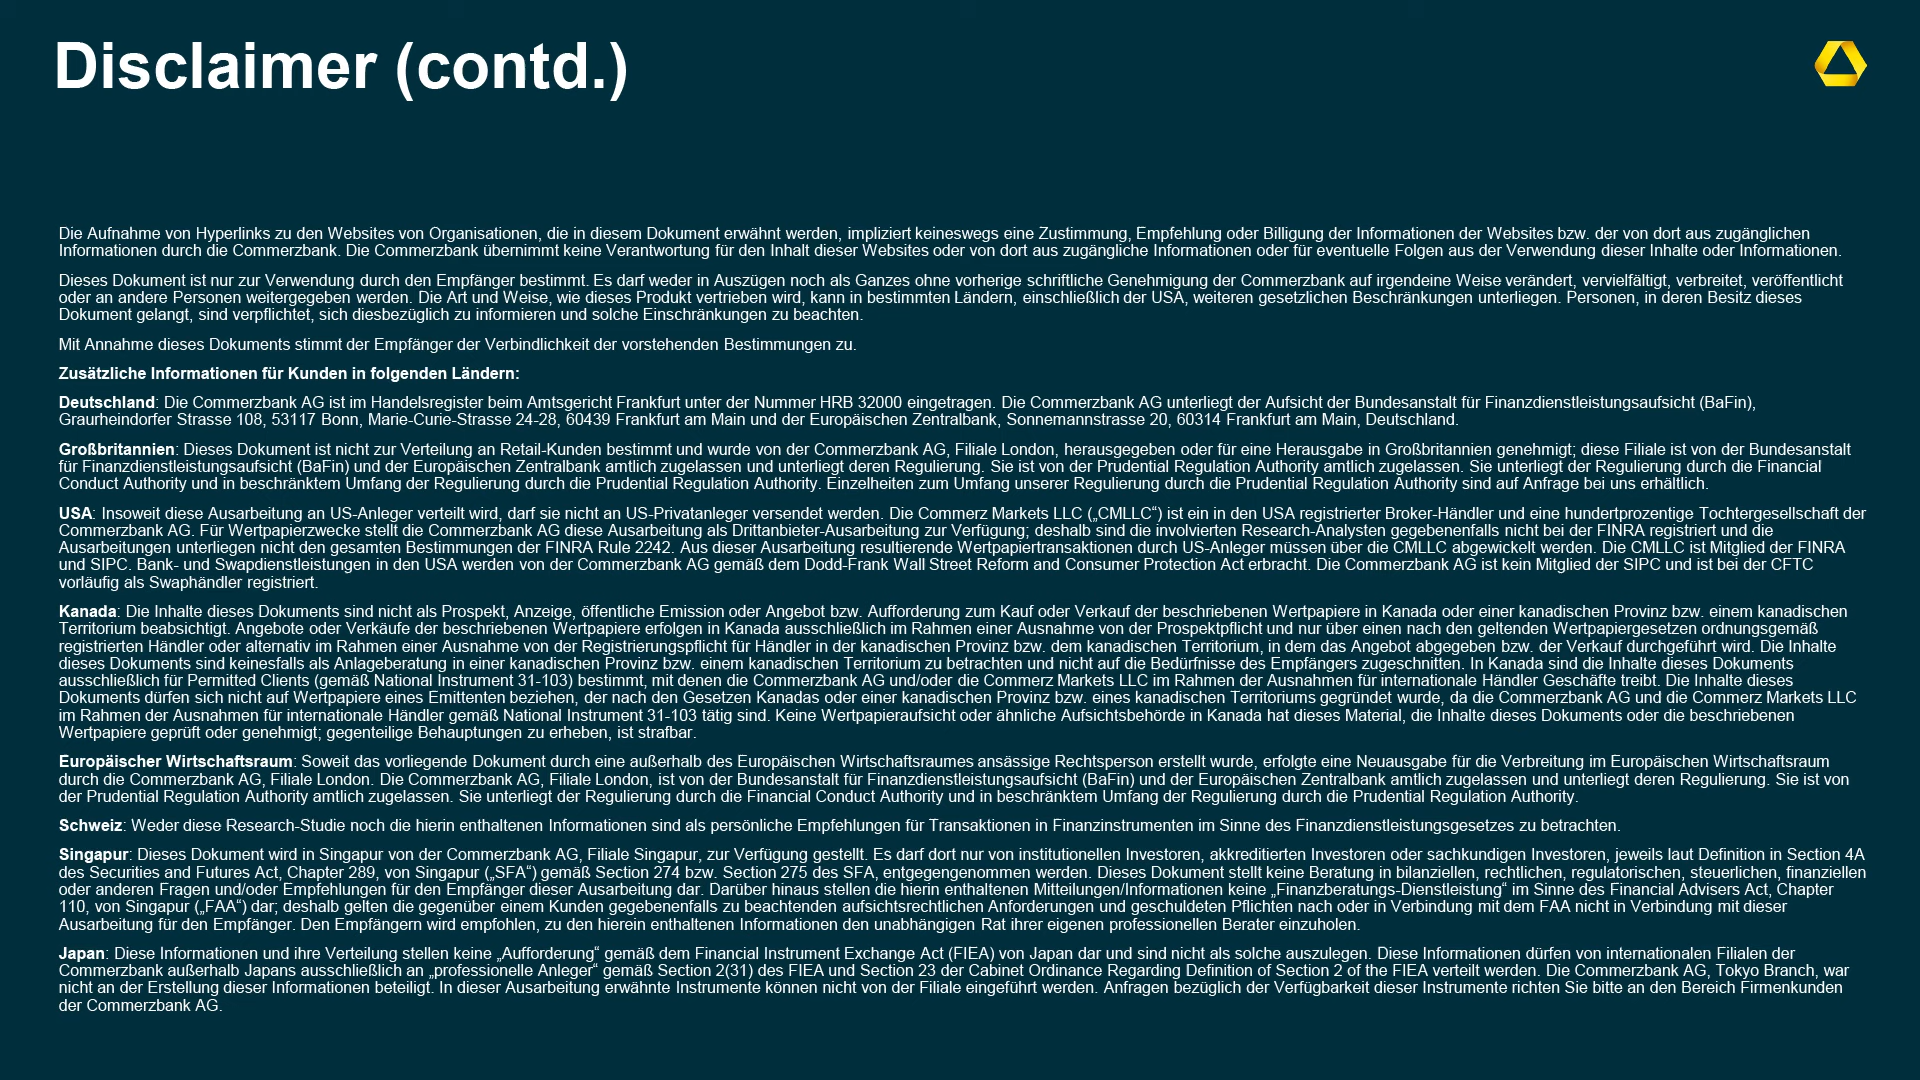 Disclaimer (contd.)
Die Aufnahme von Hyperlinks zu den Websites von Organisationen, die in diesem Dokument erwähnt werden, impliziert keineswegs eine Zustimmung, Empfehlung oder Billigung der Informationen der Websites bzw. der von dort aus zugänglichen
Informationen durch die Commerzbank. Die Commerzbank übernimmt keine Verantwortung für den Inhalt dieser Websites oder von dort aus zugängliche Informationen oder für eventuelle Folgen aus der Verwendung dieser Inhalte oder Informationen.
Dieses Dokument ist nur zur Verwendung durch den Empfänger bestimmt. Es darf weder in Auszügen noch als Ganzes ohne vorherige schriftliche Genehmigung der Commerzbank auf irgendeine Weise verändert, vervielfältigt, verbreitet, veröffentlicht
oder an andere Personen weitergegeben werden. Die Art und Weise, wie dieses Produkt vertrieben wird, kann in bestimmten Ländern, einschließlich der USA, weiteren gesetzlichen Beschränkungen unterliegen. Personen, in deren Besitz dieses
Dokument gelangt, sind verpflichtet, sich diesbezüglich zu informieren und solche Einschränkungen zu beachten.
Mit Annahme dieses Dokuments stimmt der Empfänger der Verbindlichkeit der vorstehenden Bestimmungen zu.
Zusätzliche Informationen für Kunden in folgenden Ländern:
Deutschland: Die Commerzbank AG ist im Handelsregister beim Amtsgericht Frankfurt unter der Nummer HRB 32000 eingetragen. Die Commerzbank AG unterliegt der Aufsicht der Bundesanstalt für Finanzdienstleistungsaufsicht (BaFin),
Graurheindorfer Strasse 108, 53117 Bonn, Marie-Curie-Strasse 24-28, 60439 Frankfurt am Main und der Europäischen Zentralbank, Sonnemannstrasse 20, 60314 Frankfurt am Main, Deutschland.
Großbritannien: Dieses Dokument ist nicht zur Verteilung an Retail-Kunden bestimmt und wurde von der Commerzbank AG, Filiale London, herausgegeben oder für eine Herausgabe in Großbritannien genehmigt; diese Filiale ist von der Bundesanstalt
für Finanzdienstleistungsaufsicht (BaFin) und der Europäischen Zentralbank amtlich zugelassen und unterliegt deren Regulierung. Sie ist von der Prudential Regulation Authority amtlich zugelassen. Sie unterliegt der Regulierung durch die Financial
Conduct Authority und in beschränktem Umfang der Regulierung durch die Prudential Regulation Authority. Einzelheiten zum Umfang unserer Regulierung durch die Prudential Regulation Authority sind auf Anfrage bei uns erhältlich.
USA: Insoweit diese Ausarbeitung an US-Anleger verteilt wird, darf sie nicht an US-Privatanleger versendet werden. Die Commerz Markets LLC („CMLLC“) ist ein in den USA registrierter Broker-Händler und eine hundertprozentige Tochtergesellschaft der
Commerzbank AG. Für Wertpapierzwecke stellt die Commerzbank AG diese Ausarbeitung als Drittanbieter-Ausarbeitung zur Verfügung; deshalb sind die involvierten Research-Analysten gegebenenfalls nicht bei der FINRA registriert und die
Ausarbeitungen unterliegen nicht den gesamten Bestimmungen der FINRA Rule 2242. Aus dieser Ausarbeitung resultierende Wertpapiertransaktionen durch US-Anleger müssen über die CMLLC abgewickelt werden. Die CMLLC ist Mitglied der FINRA
und SIPC. Bank- und Swapdienstleistungen in den USA werden von der Commerzbank AG gemäß dem Dodd-Frank Wall Street Reform and Consumer Protection Act erbracht. Die Commerzbank AG ist kein Mitglied der SIPC und ist bei der CFTC
vorläufig als Swaphändler registriert.
Kanada: Die Inhalte dieses Dokuments sind nicht als Prospekt, Anzeige, öffentliche Emission oder Angebot bzw. Aufforderung zum Kauf oder Verkauf der beschriebenen Wertpapiere in Kanada oder einer kanadischen Provinz bzw. einem kanadischen
Territorium beabsichtigt. Angebote oder Verkäufe der beschriebenen Wertpapiere erfolgen in Kanada ausschließlich im Rahmen einer Ausnahme von der Prospektpflicht und nur über einen nach den geltenden Wertpapiergesetzen ordnungsgemäß
registrierten Händler oder alternativ im Rahmen einer Ausnahme von der Registrierungspflicht für Händler in der kanadischen Provinz bzw. dem kanadischen Territorium, in dem das Angebot abgegeben bzw. der Verkauf durchgeführt wird. Die Inhalte
dieses Dokuments sind keinesfalls als Anlageberatung in einer kanadischen Provinz bzw. einem kanadischen Territorium zu betrachten und nicht auf die Bedürfnisse des Empfängers zugeschnitten. In Kanada sind die Inhalte dieses Dokuments
ausschließlich für Permitted Clients (gemäß National Instrument 31-103) bestimmt, mit denen die Commerzbank AG und/oder die Commerz Markets LLC im Rahmen der Ausnahmen für internationale Händler Geschäfte treibt. Die Inhalte dieses
Dokuments dürfen sich nicht auf Wertpapiere eines Emittenten beziehen, der nach den Gesetzen Kanadas oder einer kanadischen Provinz bzw. eines kanadischen Territoriums gegründet wurde, da die Commerzbank AG und die Commerz Markets LLC
im Rahmen der Ausnahmen für internationale Händler gemäß National Instrument 31-103 tätig sind. Keine Wertpapieraufsicht oder ähnliche Aufsichtsbehörde in Kanada hat dieses Material, die Inhalte dieses Dokuments oder die beschriebenen
Wertpapiere geprüft oder genehmigt; gegenteilige Behauptungen zu erheben, ist strafbar.
Europäischer Wirtschaftsraum: Soweit das vorliegende Dokument durch eine außerhalb des Europäischen Wirtschaftsraumes ansässige Rechtsperson erstellt wurde, erfolgte eine Neuausgabe für die Verbreitung im Europäischen Wirtschaftsraum
durch die Commerzbank AG, Filiale London. Die Commerzbank AG, Filiale London, ist von der Bundesanstalt für Finanzdienstleistungsaufsicht (BaFin) und der Europäischen Zentralbank amtlich zugelassen und unterliegt deren Regulierung. Sie ist von
der Prudential Regulation Authority amtlich zugelassen. Sie unterliegt der Regulierung durch die Financial Conduct Authority und in beschränktem Umfang der Regulierung durch die Prudential Regulation Authority.
Schweiz: Weder diese Research-Studie noch die hierin enthaltenen Informationen sind als persönliche Empfehlungen für Transaktionen in Finanzinstrumenten im Sinne des Finanzdienstleistungsgesetzes zu betrachten.
Singapur: Dieses Dokument wird in Singapur von der Commerzbank AG, Filiale Singapur, zur Verfügung gestellt. Es darf dort nur von institutionellen Investoren, akkreditierten Investoren oder sachkundigen Investoren, jeweils laut Definition in Section 4A
des Securities and Futures Act, Chapter 289, von Singapur („SFA“) gemäß Section 274 bzw. Section 275 des SFA, entgegengenommen werden. Dieses Dokument stellt keine Beratung in bilanziellen, rechtlichen, regulatorischen, steuerlichen, finanziellen
oder anderen Fragen und/oder Empfehlungen für den Empfänger dieser Ausarbeitung dar. Darüber hinaus stellen die hierin enthaltenen Mitteilungen/Informationen keine „Finanzberatungs-Dienstleistung“ im Sinne des Financial Advisers Act, Chapter
110, von Singapur („FAA“) dar; deshalb gelten die gegenüber einem Kunden gegebenenfalls zu beachtenden aufsichtsrechtlichen Anforderungen und geschuldeten Pflichten nach oder in Verbindung mit dem FAA nicht in Verbindung mit dieser
Ausarbeitung für den Empfänger. Den Empfängern wird empfohlen, zu den hierein enthaltenen Informationen den unabhängigen Rat ihrer eigenen professionellen Berater einzuholen.
Japan: Diese Informationen und ihre Verteilung stellen keine „Aufforderung“ gemäß dem Financial Instrument Exchange Act (FIEA) von Japan dar und sind nicht als solche auszulegen. Diese Informationen dürfen von internationalen Filialen der
Commerzbank außerhalb Japans ausschließlich an „professionelle Anleger“ gemäß Section 2(31) des FIEA und Section 23 der Cabinet Ordinance Regarding Definition of Section 2 of the FIEA verteilt werden. Die Commerzbank AG, Tokyo Branch, war
nicht an der Erstellung dieser Informationen beteiligt. In dieser Ausarbeitung erwähnte Instrumente können nicht von der Filiale eingeführt werden. Anfragen bezüglich der Verfügbarkeit dieser Instrumente richten Sie bitte an den Bereich Firmenkunden
der Commerzbank AG.